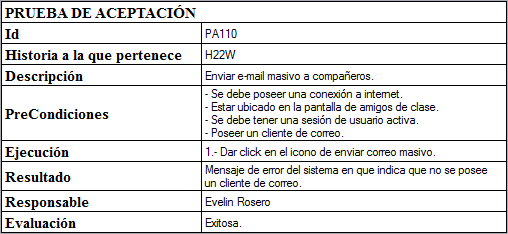 PRUEBA DE ACEPTACIÓN
Id PA110
Historia a la que pertenece H22W
Descripción Enviar e-mail masivo a compañeros.
PreCondiciones - Se debe poseer una conexión a internet.
- Estar ubicado en la pantalla de amigos de clase.
- Se debe tener una sesión de usuario activa.
- Poseer un cliente de correo.
Ejecución 1.- Dar click en el icono de enviar correo masivo.
Resultado Mensaje de error del sistema en que indica que no se posee
un cliente de correo.
Responsable Evelin Rosero
Evaluación Exitosa.